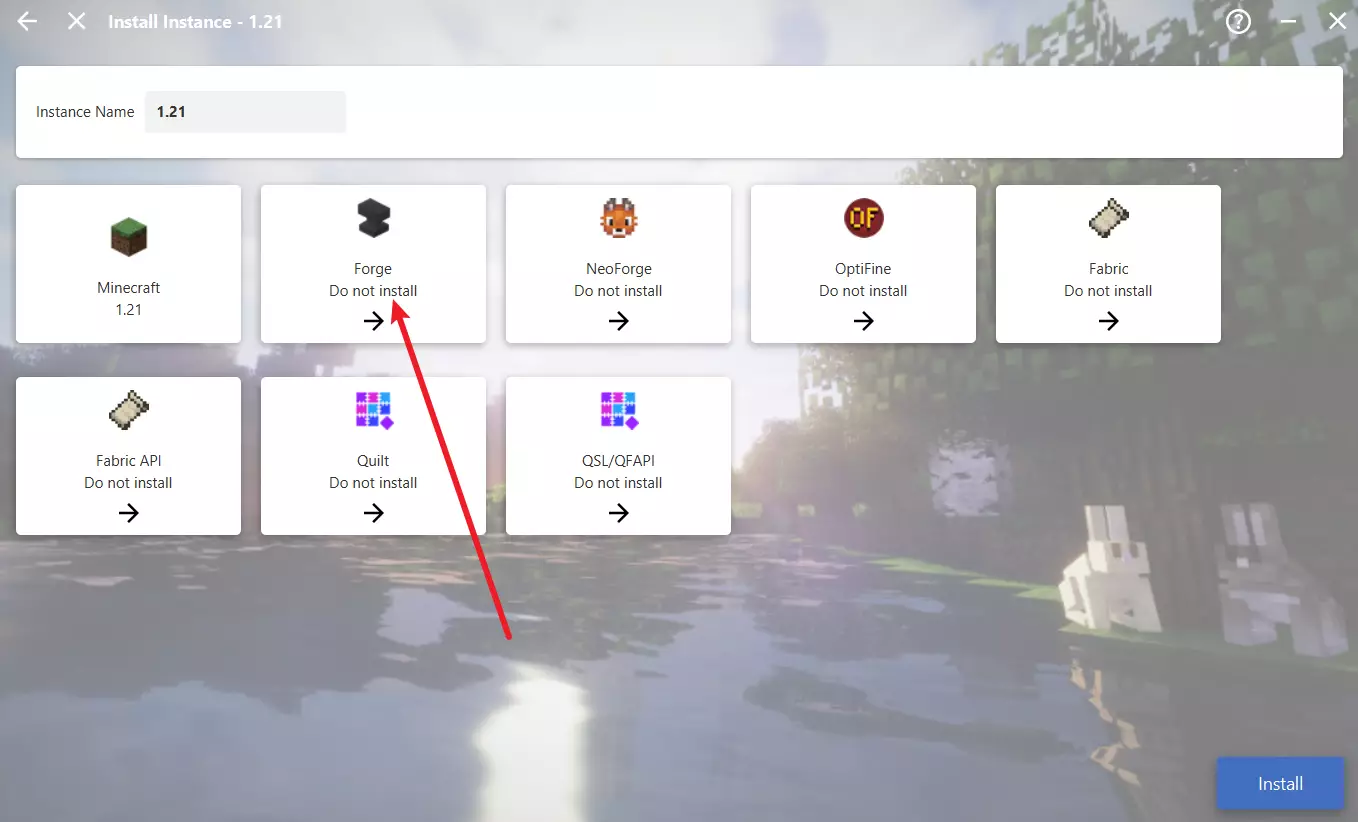 Install Instance - 1.21
Instance Name 1.21
Minecraft
1.21
Forge
Do not install
NeoForge
Do not install
OF
OptiFine
Do not install
Fabric
Do not install
Fabric API
Do not install
Quilt
Do not install
QSL/QFAPI
Do not install
Install